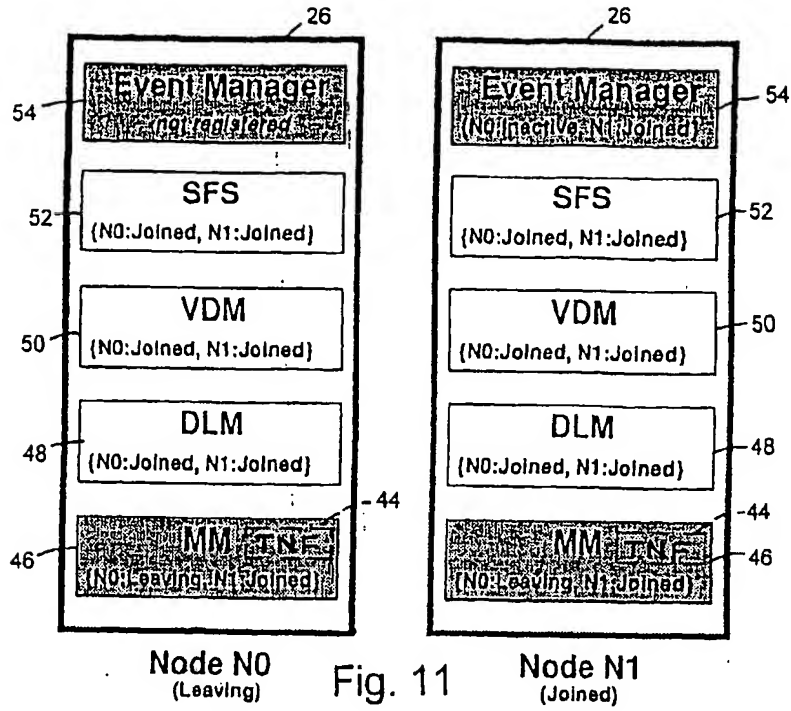 26
26
Event Manager
not registered
54
Event Manager
{N0:Inactive, N1:Joined}
54
SFS
{N0:Joined, N1:Joined}
52
SFS
{N0:Joined, N1:Joined}
52
VDM
{N0:Joined, N1:Joined}
50
VDM
{N0:Joined, N1:Joined}
50
DLM
{N0:Joined, N1:Joined}
48
DLM
{N0:Joined, N1:Joined}
48
44
44
MM TNF
{N0:Leaving, N1:Joined}
46
MM TNF
{N0:Leaving, N1:Joined}
46
Node N0
(Leaving)
Fig. 11
Node N1
(Joined)